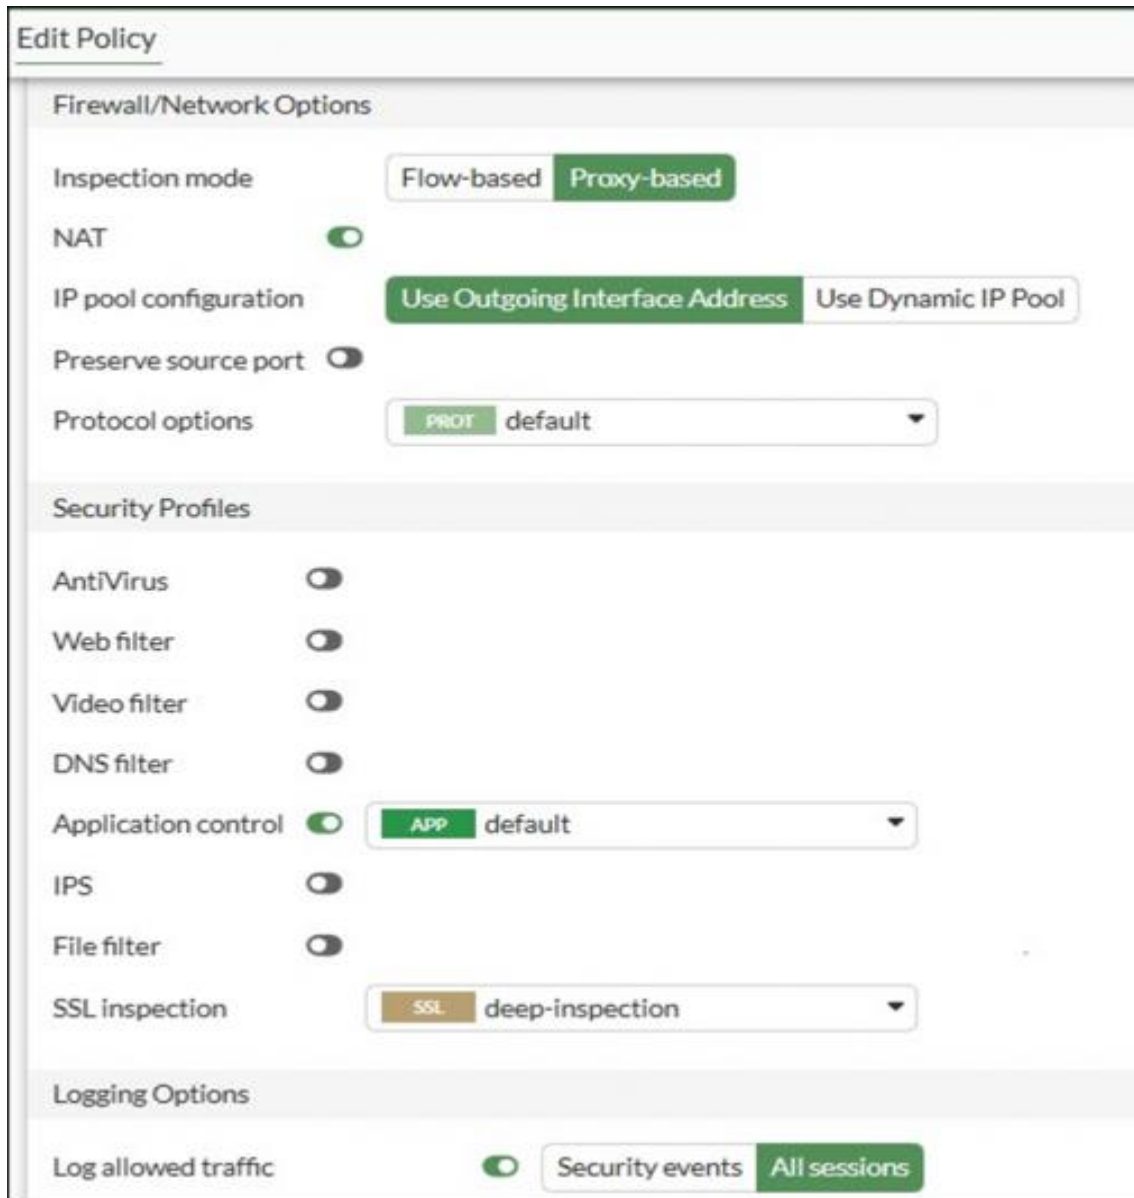 Edit Policy
Firewall/Network Options
Inspection mode Flow-based Proxy-based
NAT
IP pool configuration Use Outgoing Interface Address Use Dynamic IP Pool
Preserve source port
Protocol options PROT default
Security Profiles
AntiVirus
Web filter
Video filter
DNS filter
Application control APP default
IPS
File filter
SSL inspection SSL deep-inspection
Logging Options
Log allowed traffic Security events All sessions